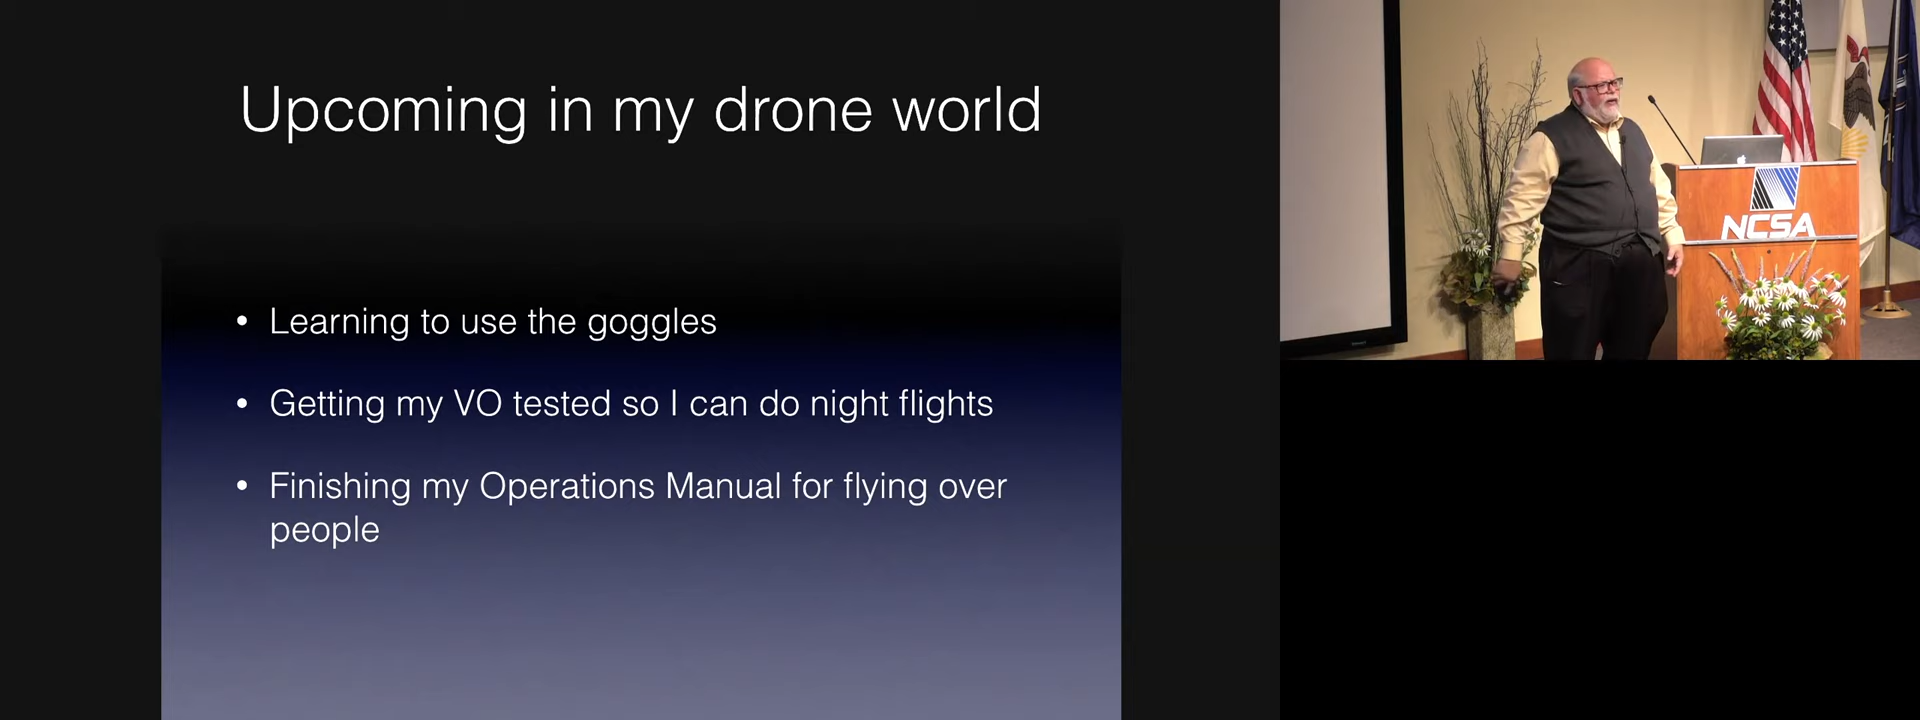 Upcoming in my drone world
• Learning to use the goggles
• Getting my VO tested so I can do night flights
• Finishing my Operations Manual for flying over
people
NCSA